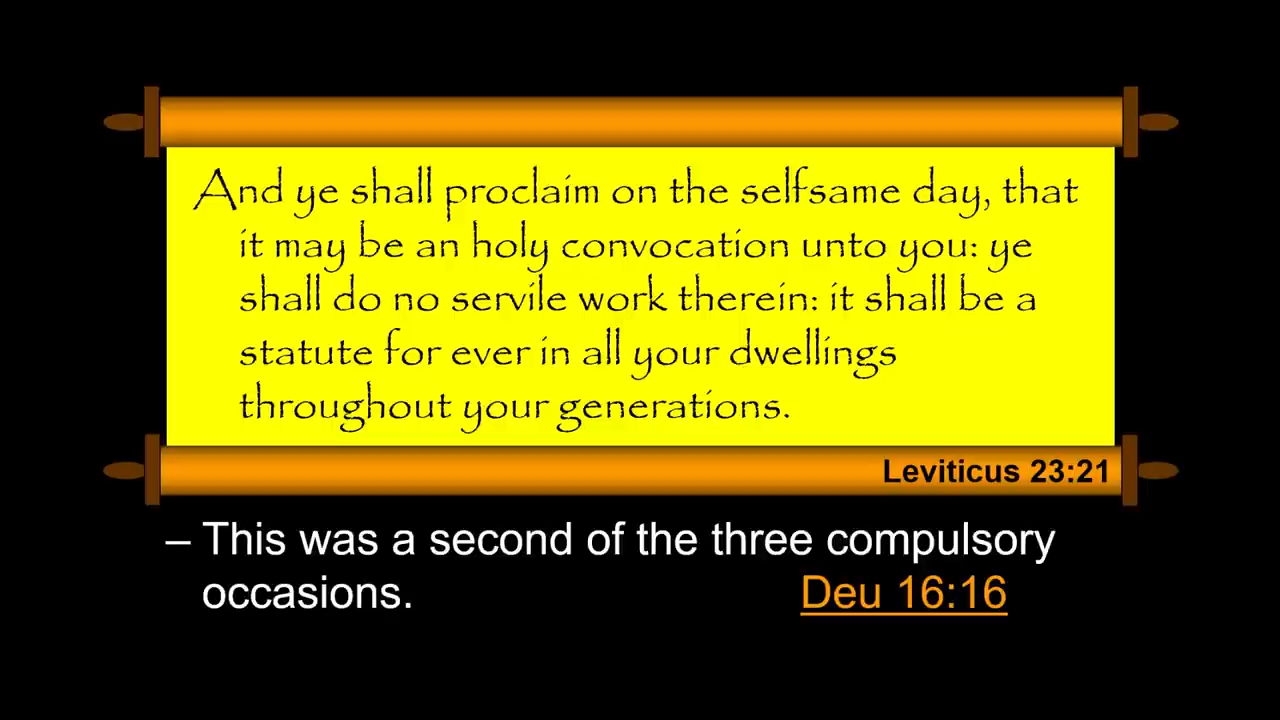 And ye shall proclaim on the selfsame day, that
it may be an holy convocation unto you: ye
shall do no servile work therein: it shall be a
statute for ever in all your dwellings
throughout your generations.
Leviticus 23:21
– This was a second of the three compulsory
occasions. Deu 16:16